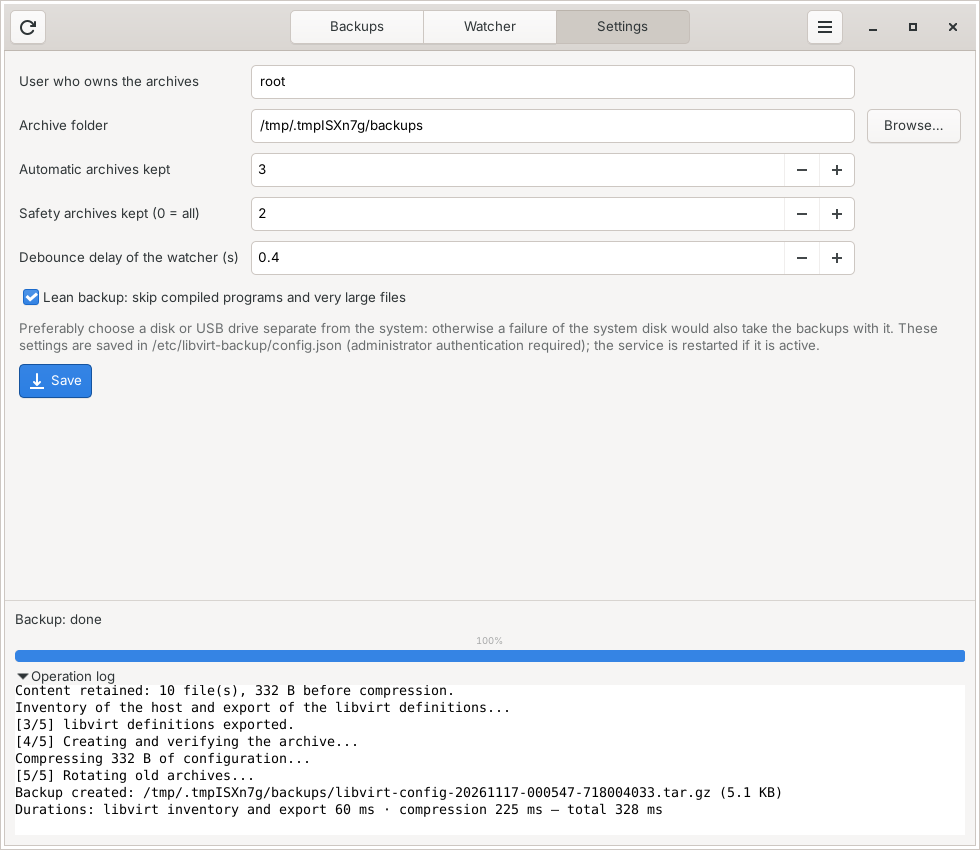 Backups
Watcher
Settings
User who owns the archives
root
Archive folder
/tmp/.tmpISXn7g/backups
Browse...
Automatic archives kept
3
Safety archives kept (0 = all)
2
Debounce delay of the watcher (s)
0.4
Lean backup: skip compiled programs and very large files
Preferably choose a disk or USB drive separate from the system: otherwise a failure of the system disk would also take the backups with it. These
settings are saved in /etc/libvirt-backup/config.json (administrator authentication required); the service is restarted if it is active.
Save
Backup: done
100%
Operation log
Content retained: 10 file(s), 332 B before compression.
Inventory of the host and export of the libvirt definitions...
[3/5] libvirt definitions exported.
[4/5] Creating and verifying the archive...
Compressing 332 B of configuration...
[5/5] Rotating old archives...
Backup created: /tmp/.tmpISXn7g/backups/libvirt-config-20261117-000547-718004033.tar.gz (5.1 KB)
Durations: libvirt inventory and export 60 ms · compression 225 ms — total 328 ms